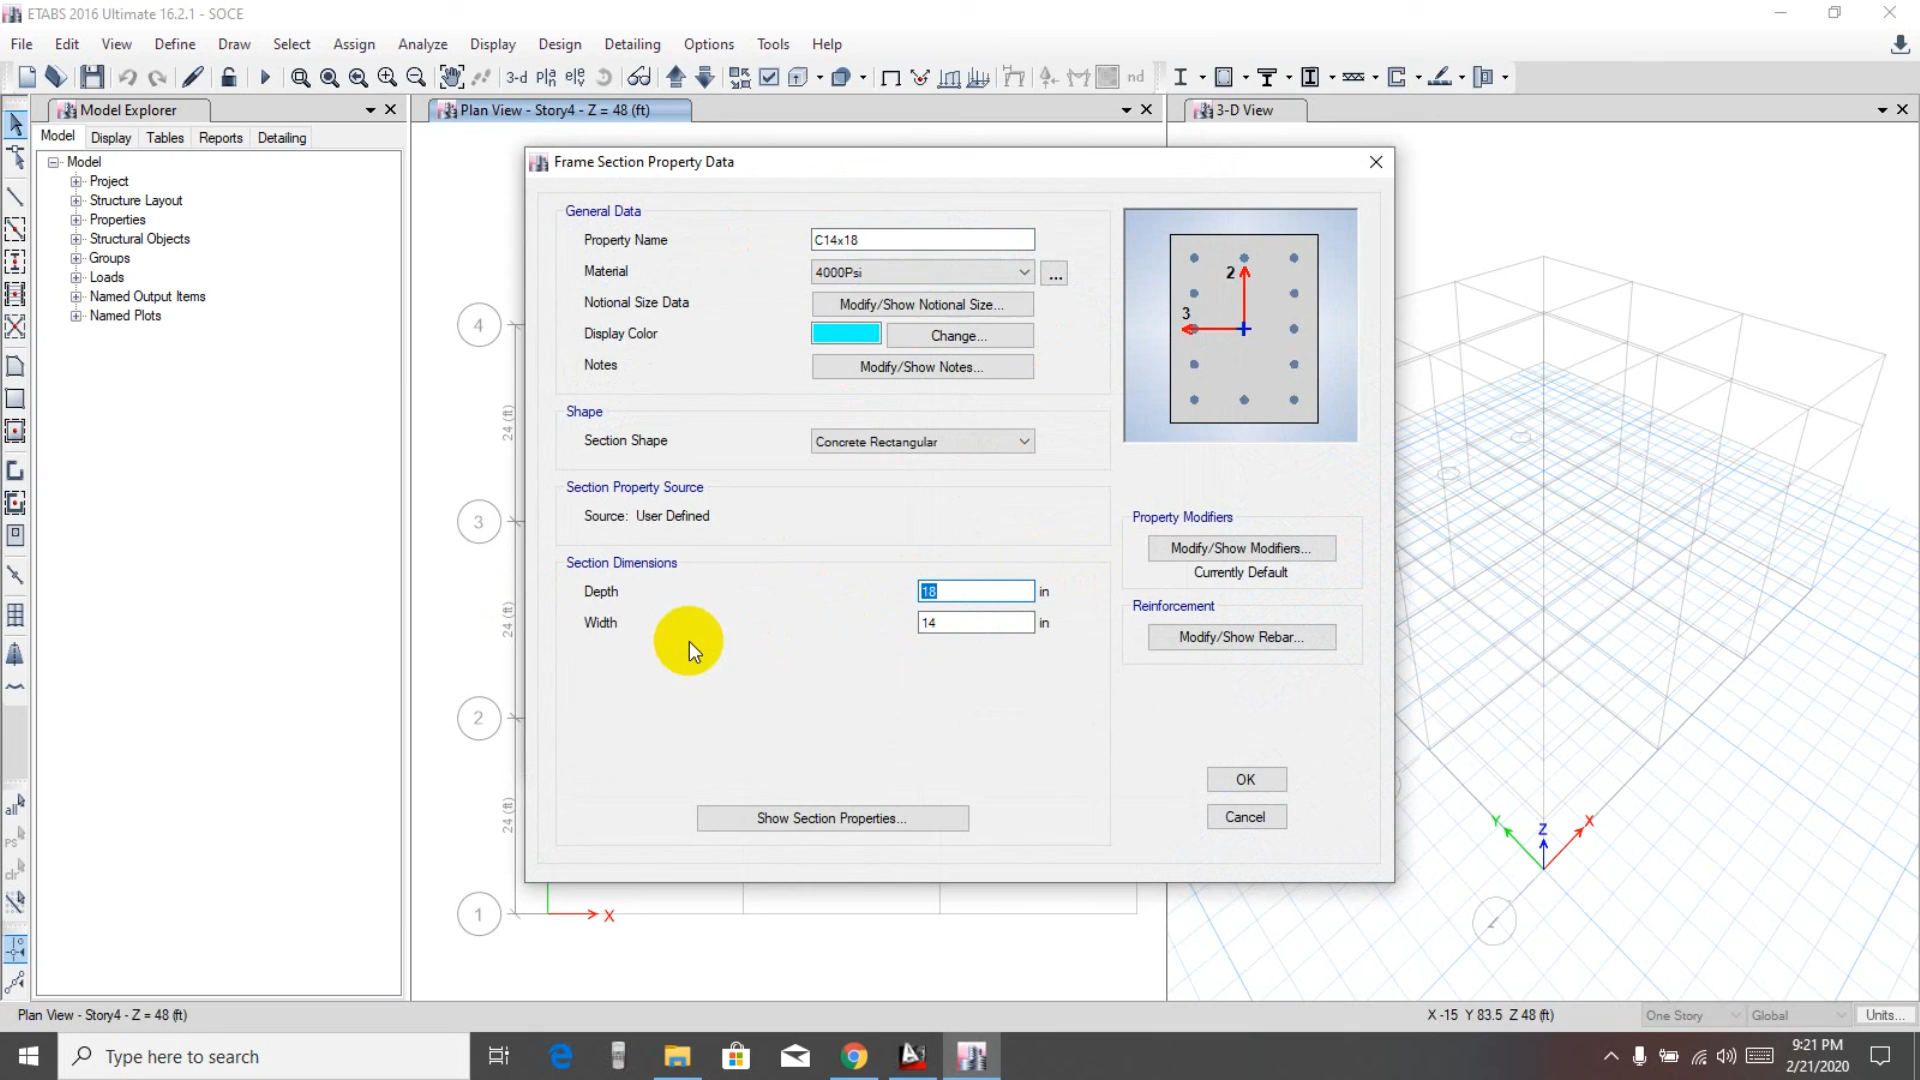 ETABS 2016 Ultimate 16.2.1 - SOCE
File Edit View Define Draw Select Assign Analyze Display Design Detailing Options Tools Help
3-d
nd
Model Explorer
Plan View - Story4 - Z = 48 (ft)
3-D View
Model Display Tables Reports Detailing
Model
Project
Structure Layout
Properties
Structural Objects
Groups
Loads
Named Output Items
Named Plots
Frame Section Property Data
General Data
Property Name C14x18
Material 4000Psi ...
Notional Size Data Modify/Show Notional Size...
Display Color Change...
Notes Modify/Show Notes...
Shape
Section Shape Concrete Rectangular
Section Property Source
Source: User Defined
Section Dimensions
Depth 18 in
Width 14 in
Show Section Properties...
2
3
Property Modifiers
Modify/Show Modifiers...
Currently Default
Reinforcement
Modify/Show Rebar...
OK
Cancel
4
24 (ft)
3
24 (ft)
2
24 (ft)
1
X
Y
Z
X
all
ps
clr
Plan View - Story4 - Z = 48 (ft)
X -15 Y 83.5 Z 48 (ft)
One Story
Global
Units...
Type here to search
9:21 PM
2/21/2020